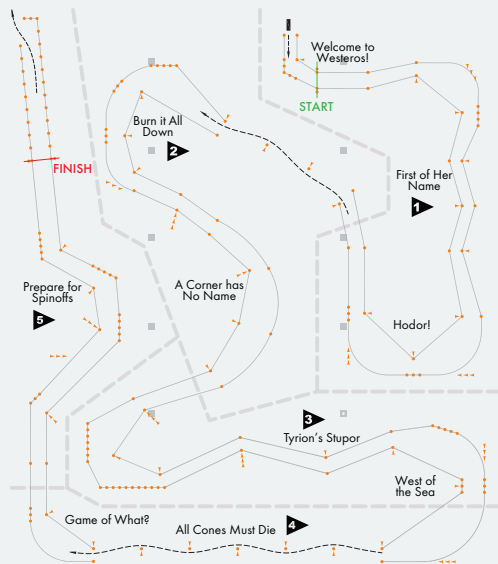 Welcome to
Westeros!
START
Burn it All
Down
2
FINISH
First of Her
Name
1
A Corner has
No Name
Prepare for
Spinoffs
5
Hodor!
3
Tyrion's Stupor
West of
the Sea
Game of What?
All Cones Must Die
4